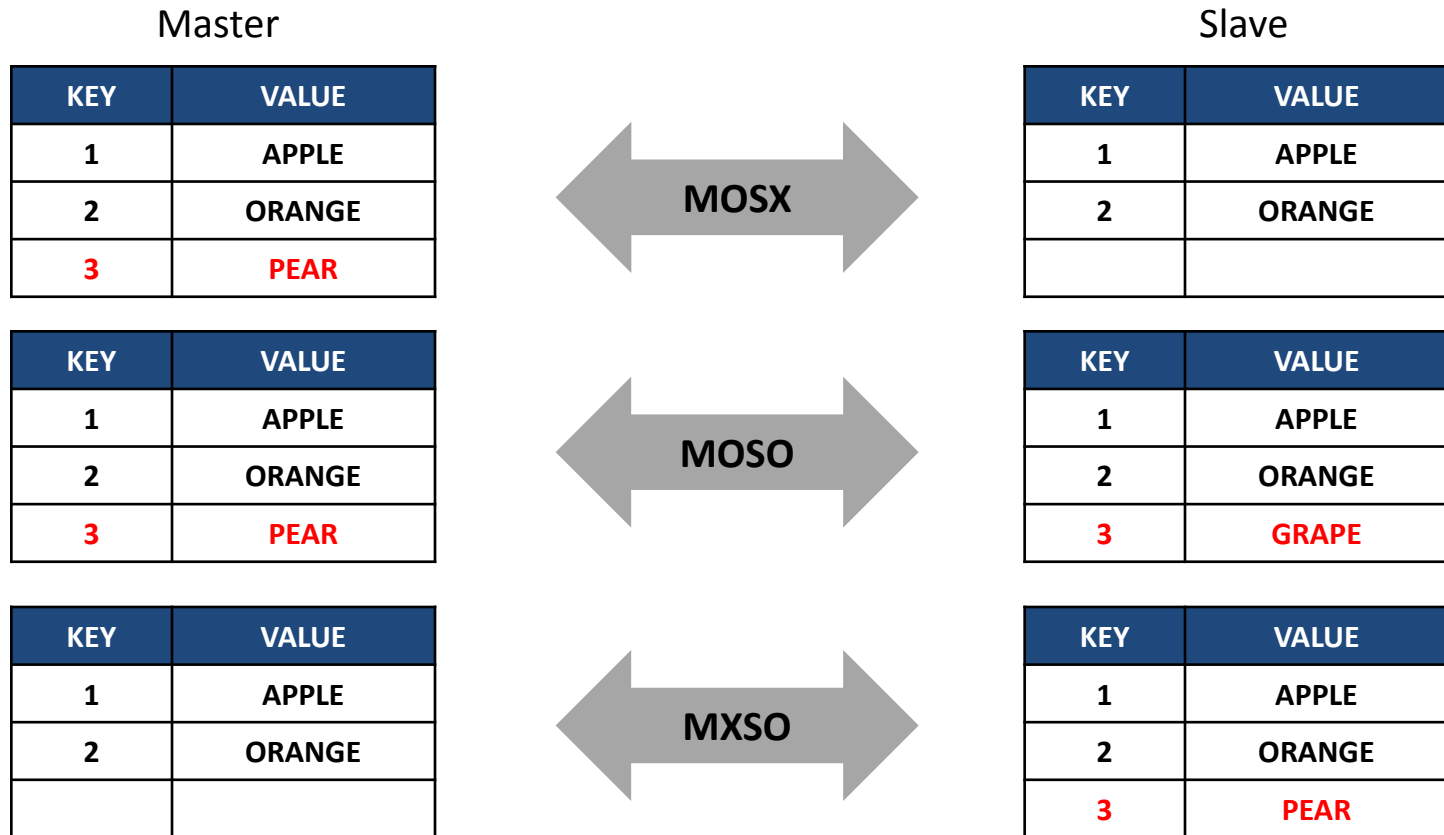 Master Slave
KEY VALUE KEY VALUE
1 APPLE 1 APPLE
2 ORANGE MOSX 2 ORANGE
3 PEAR
KEY VALUE KEY VALUE
1 APPLE 1 APPLE
2 ORANGE MOSO 2 ORANGE
3 PEAR 3 GRAPE
KEY VALUE KEY VALUE
1 APPLE 1 APPLE
2 ORANGE MXSO 2 ORANGE
3 PEAR